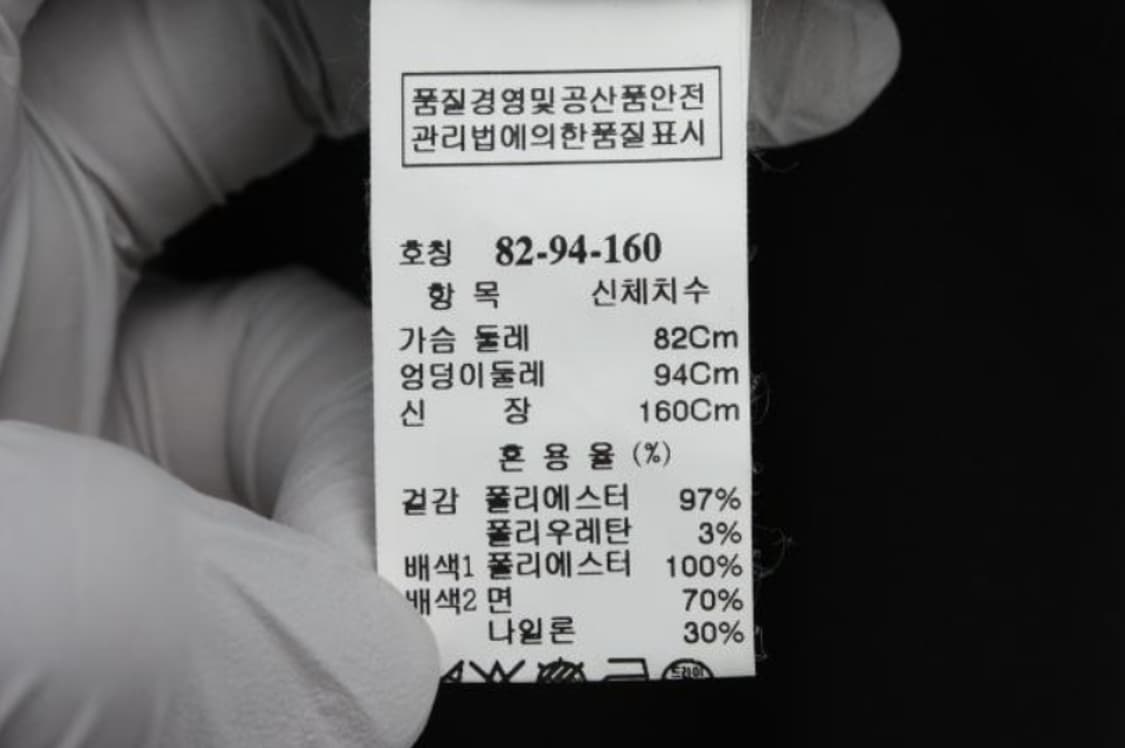 품질경영및공산품안전
관리법에의한품질표시
호칭 82-94-160
항 목 신체치수
가슴 둘레 82Cm
엉덩이둘레 94Cm
신 장 160Cm
혼 용 율 (%)
겉감 폴리에스터 97%
폴리우레탄 3%
배색1 폴리에스터 100%
배색2 면 70%
나일론 30%
드라이